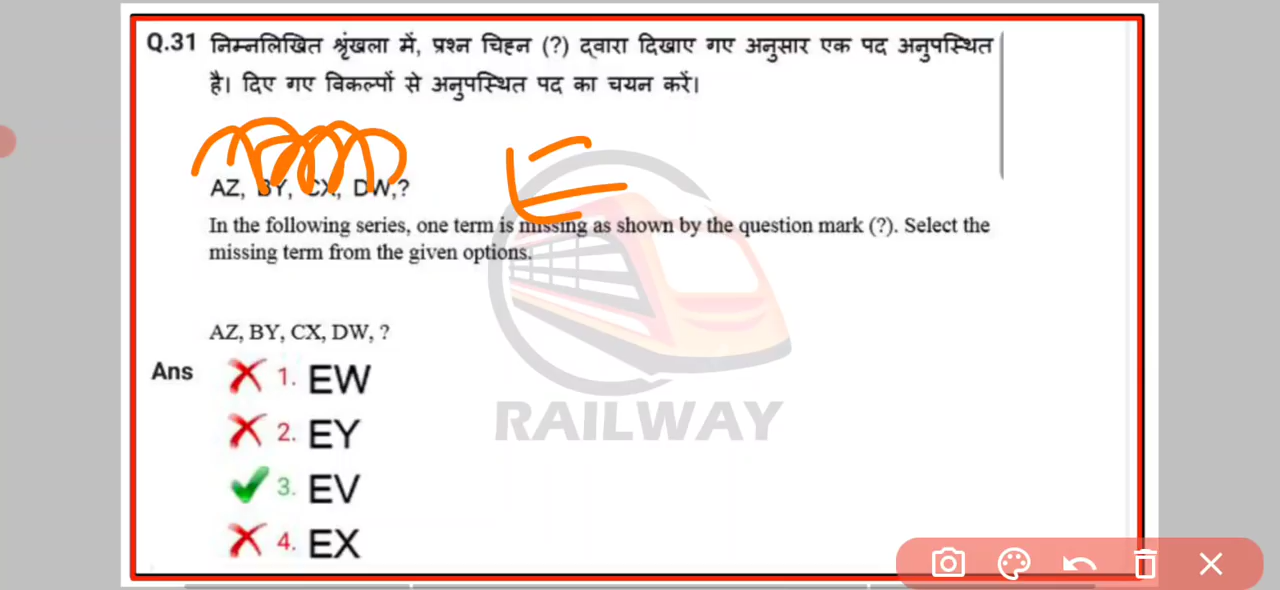 Q.31 निम्नलिखित श्रृंखला में, प्रश्न चिह्न (?) द्वारा दिखाए गए अनुसार एक पद अनुपस्थित
है। दिए गए विकल्पों से अनुपस्थित पद का चयन करें।
AZ, BY, CX, DW,?
In the following series, one term is missing as shown by the question mark (?). Select the
missing term from the given options.
AZ, BY, CX, DW, ?
Ans 1. EW
2. EY
3. EV
4. EX
RAILWAY